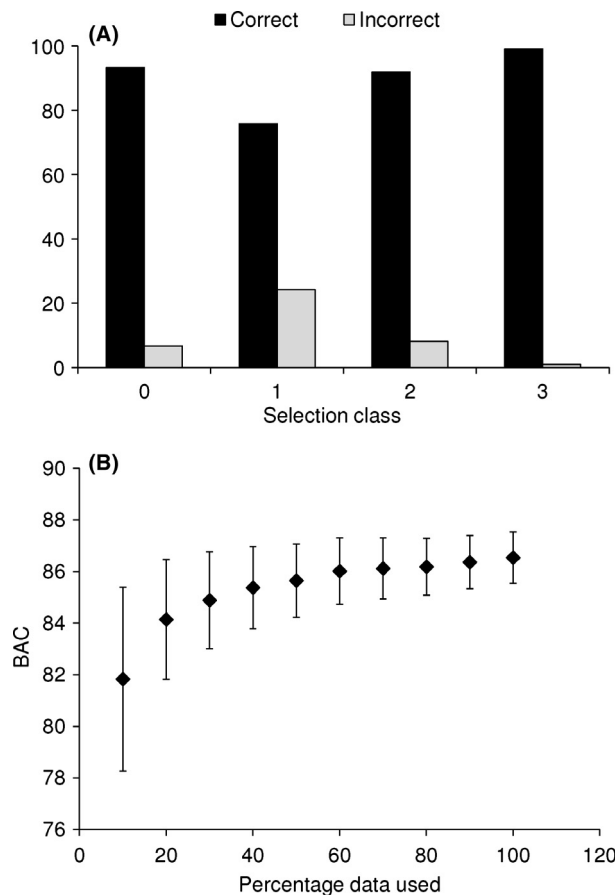 Correct Incorrect
(A)
100
80
60
40
20
0
0 1 2 3
Selection class
(B)
90
88
86
84
82
80
78
76
BAC
0 20 40 60 80 100 120
Percentage data used